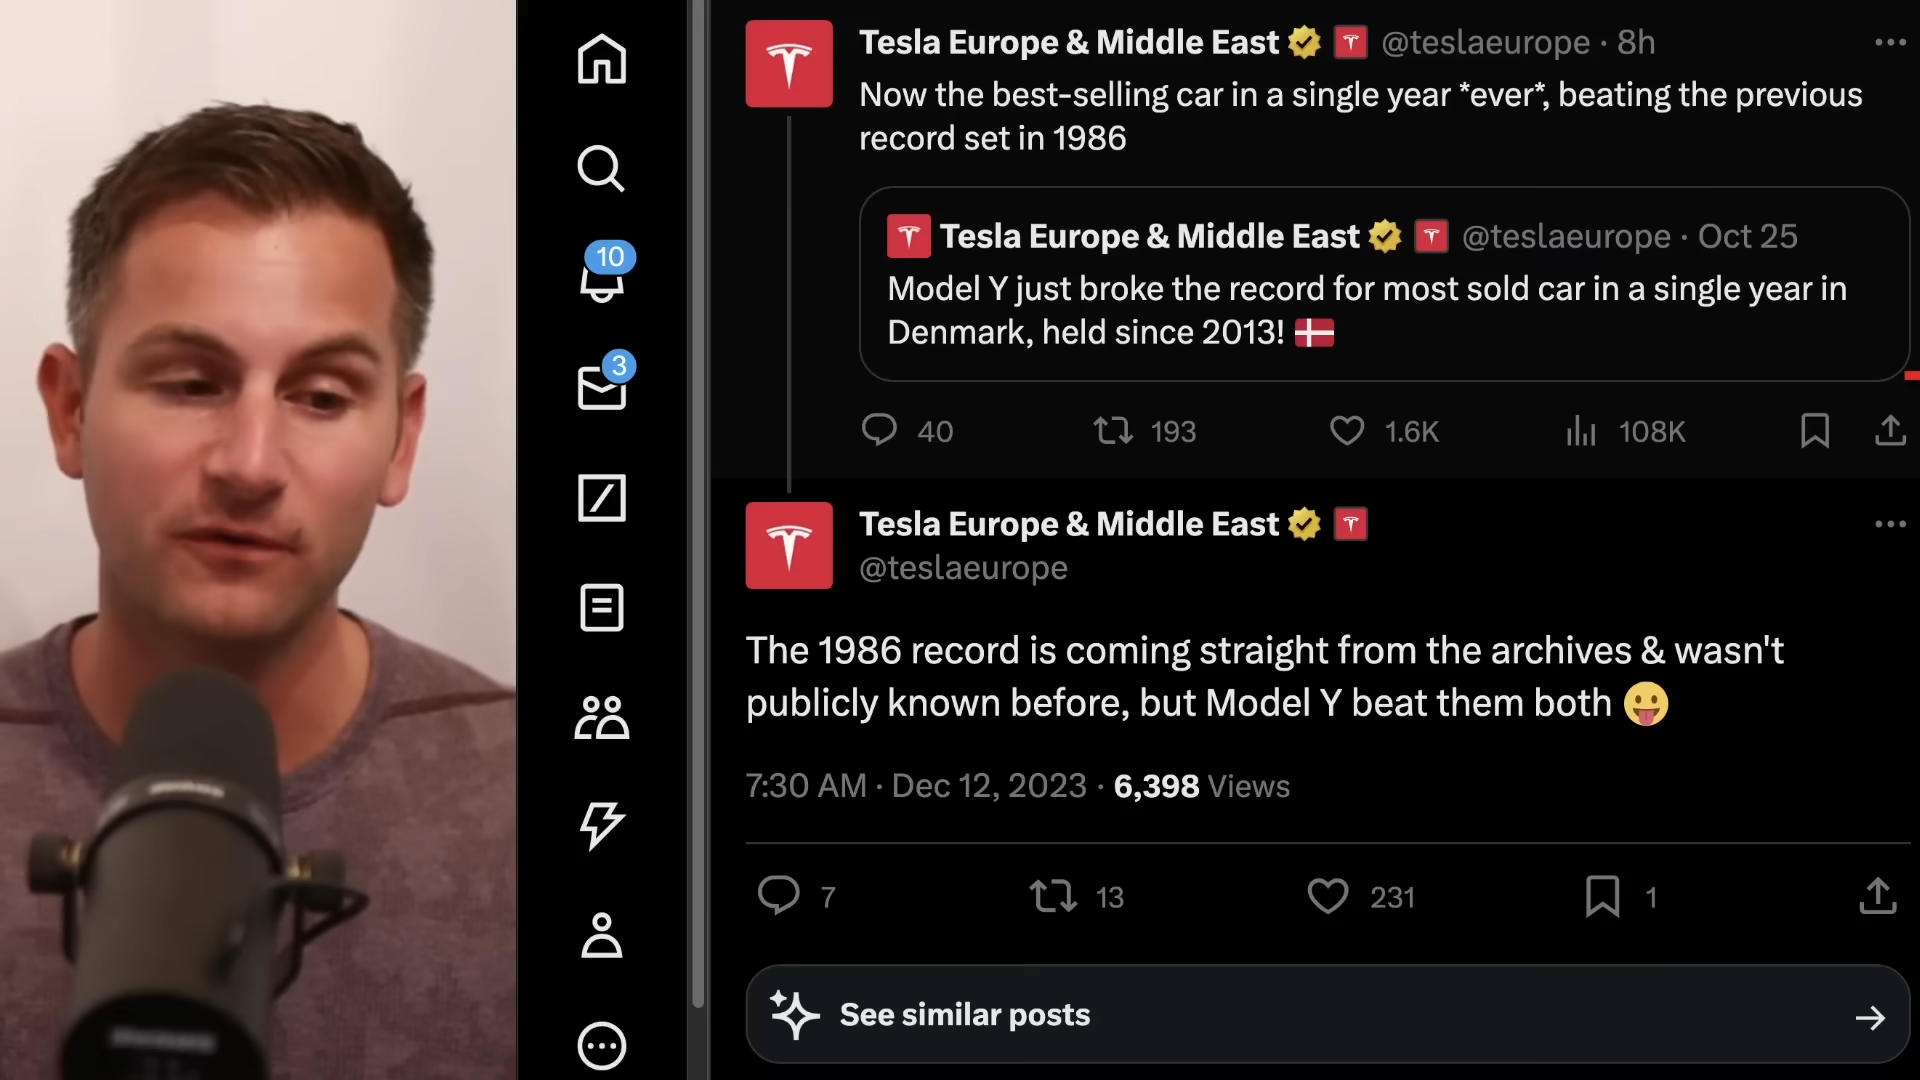 10
3
Tesla Europe & Middle East @teslaeurope · 8h
Now the best-selling car in a single year *ever*, beating the previous
record set in 1986
Tesla Europe & Middle East @teslaeurope · Oct 25
Model Y just broke the record for most sold car in a single year in
Denmark, held since 2013! 🇩🇰
40 193 1.6K 108K
Tesla Europe & Middle East
@teslaeurope
The 1986 record is coming straight from the archives & wasn't
publicly known before, but Model Y beat them both 😛
7:30 AM · Dec 12, 2023 · 6,398 Views
7 13 231 1
See similar posts